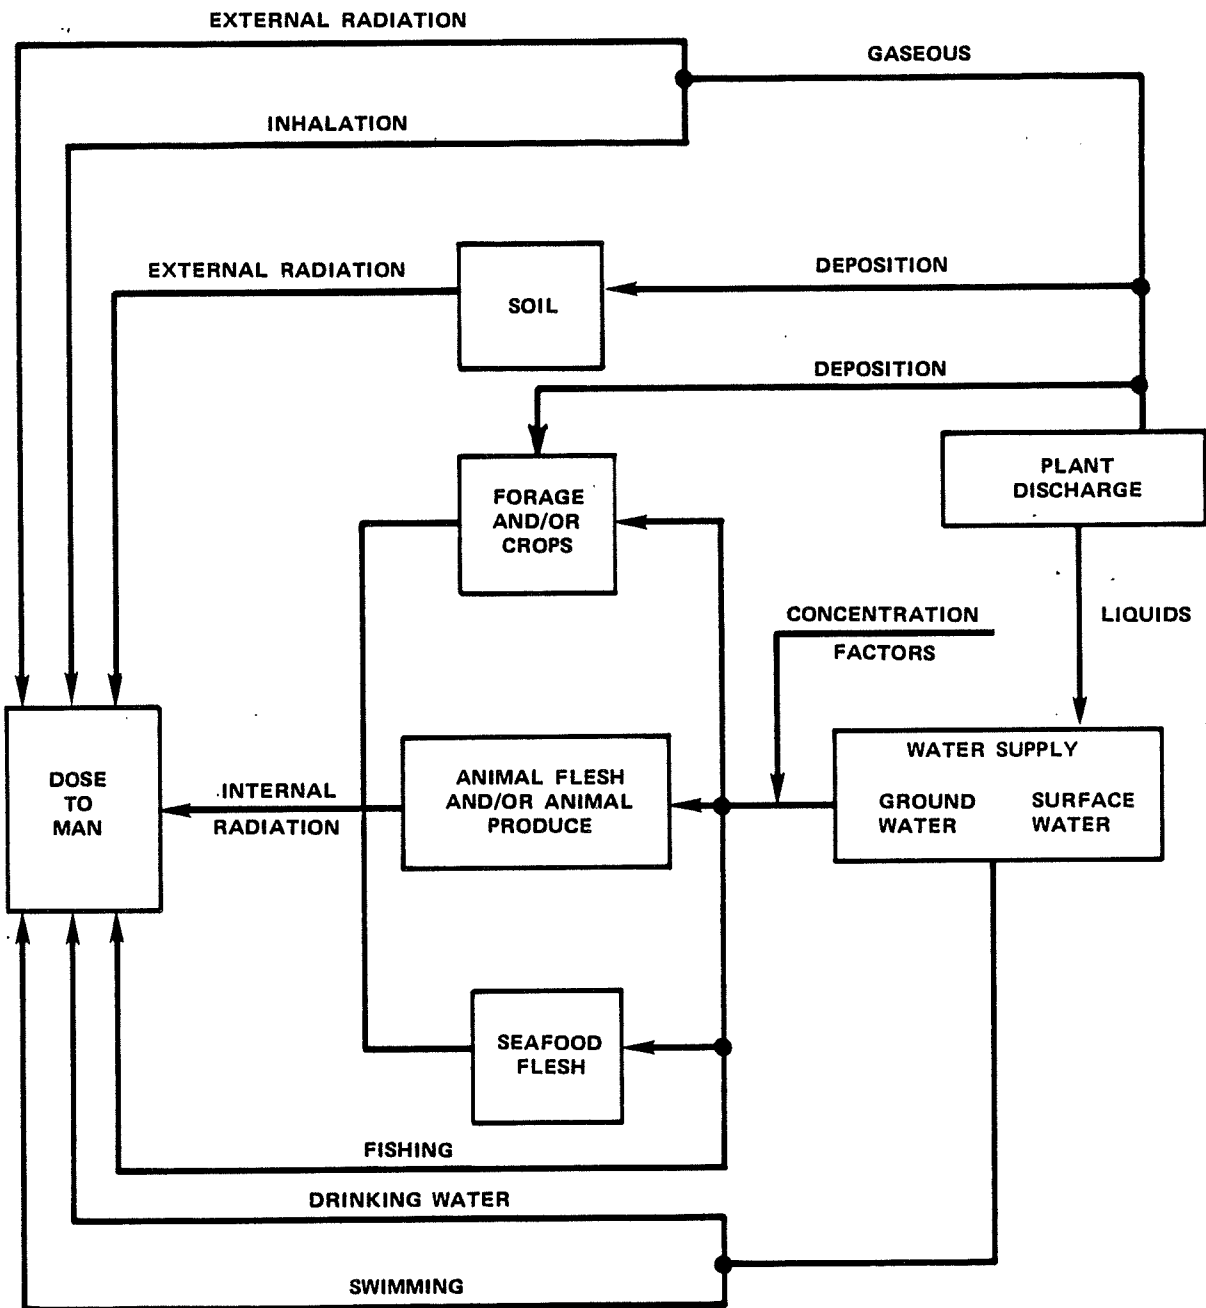 EXTERNAL RADIATION
GASEOUS
INHALATION
EXTERNAL RADIATION
SOIL
DEPOSITION
DEPOSITION
PLANT
DISCHARGE
FORAGE
AND/OR
CROPS
CONCENTRATION
FACTORS
LIQUIDS
DOSE
TO
MAN
INTERNAL
RADIATION
ANIMAL FLESH
AND/OR ANIMAL
PRODUCE
WATER SUPPLY
GROUND
WATER
SURFACE
WATER
SEAFOOD
FLESH
FISHING
DRINKING WATER
SWIMMING